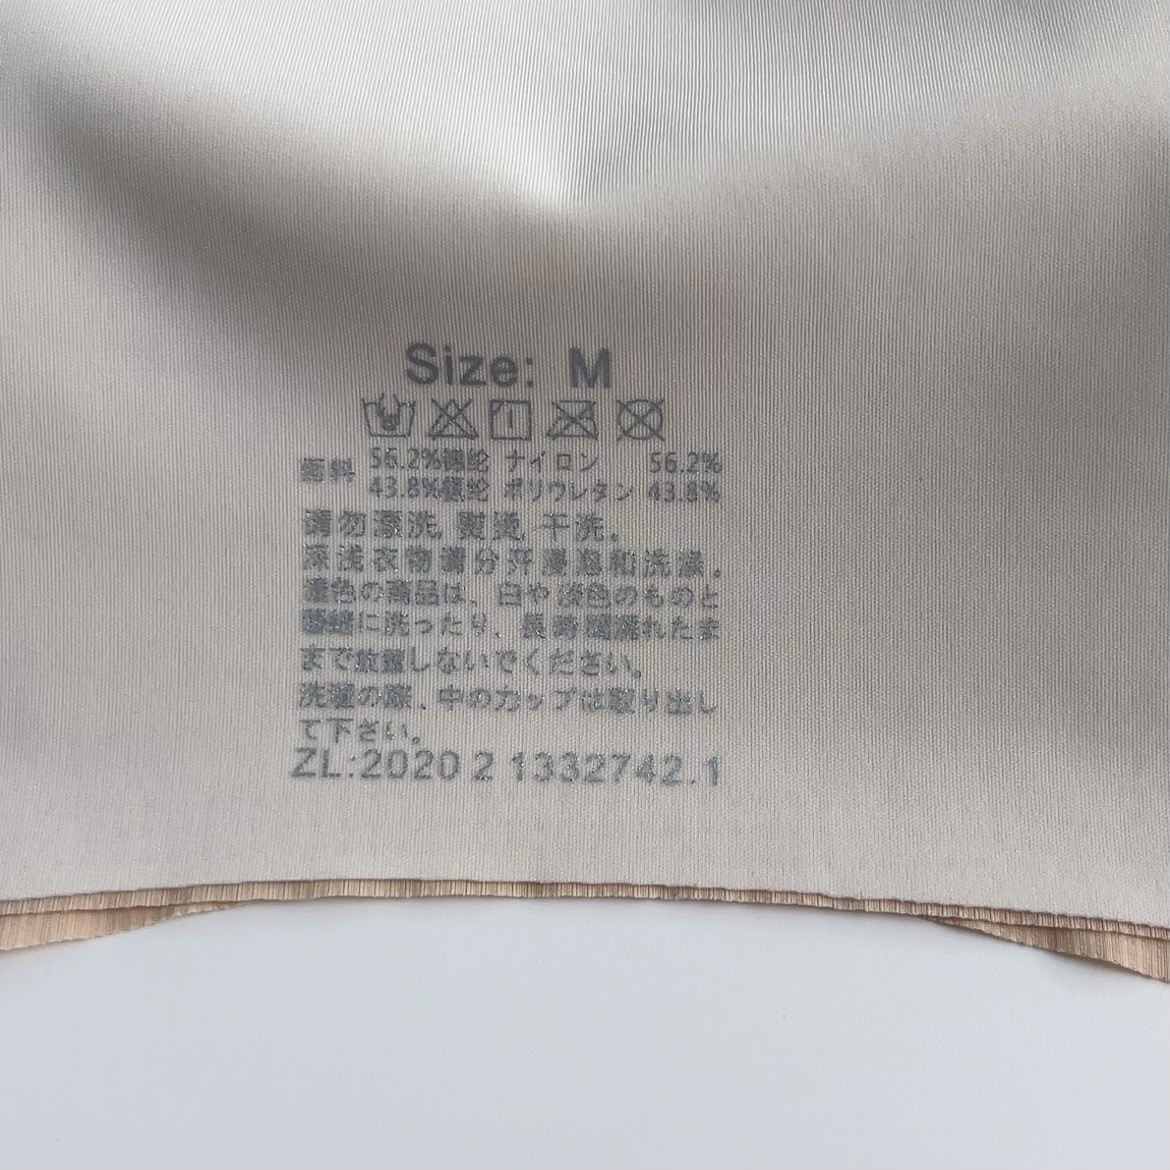 Size: M
面料 56.2%锦纶 ナイロン 56.2%
43.8%氨纶 ポリウレタン 43.8%
请勿漂洗, 熨烫, 干洗.
深浅衣物请分开浸泡和洗涤.
濃色の商品は、白や淡色のものと
一緒に洗ったり、長時間濡れたま
まで放置しないでください。
洗濯の際、中のカップは取り出し
て下さい。
ZL:2020 2 1332742.1